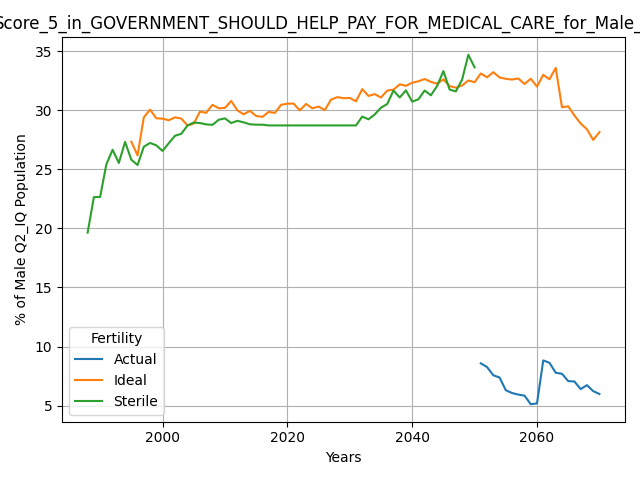 Score_5_in_GOVERNMENT_SHOULD_HELP_PAY_FOR_MEDICAL_CARE_for_Male_
% of Male Q2_IQ Population
35
30
25
20
15
10
5
Fertility
Actual
Ideal
Sterile
2000 2020 2040 2060
Years